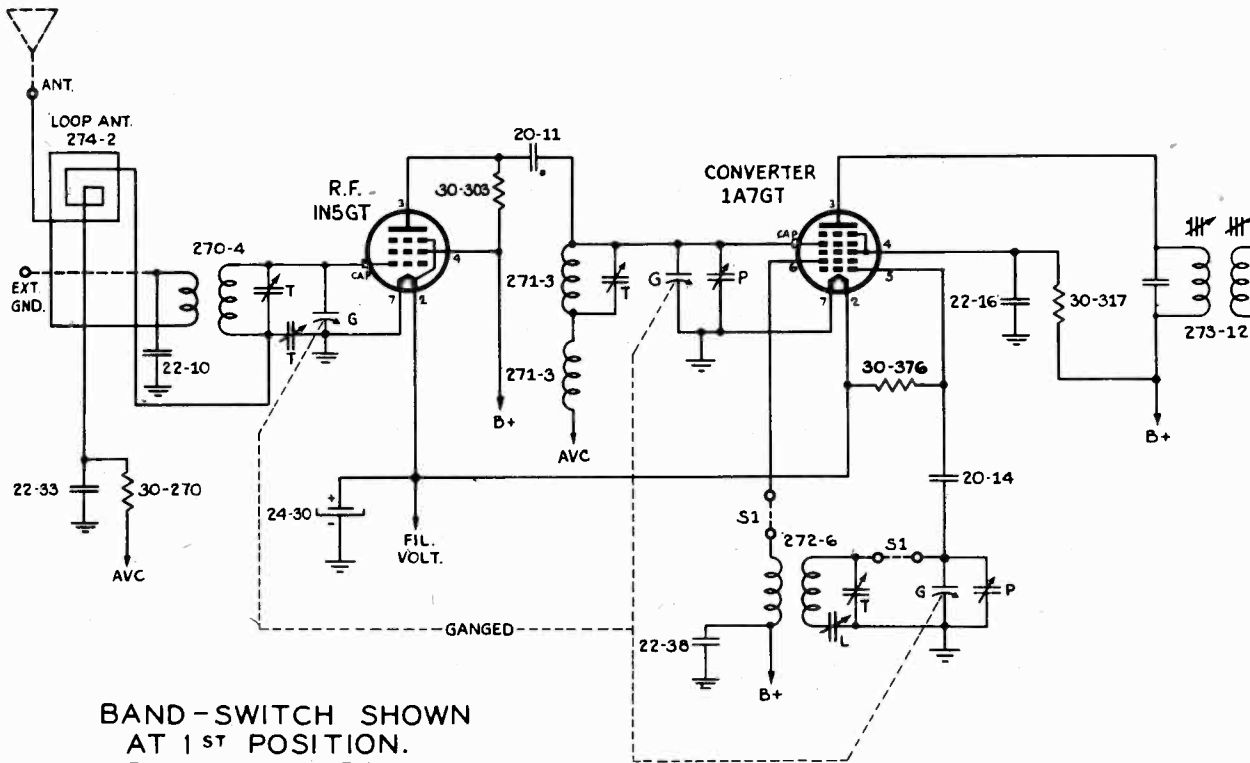 ANT.
LOOP ANT.
274-2
EXT.
GND.
270-4
T
G
T
22-10
22-33
30-270
AVC
R.F.
1N5GT
3
CAP
4
7
2
30-303
20-11
B+
271-3
T
271-3
AVC
24-30
+
-
FIL.
VOLT.
CONVERTER
1A7GT
3
CAP
6
4
5
7
2
G
P
22-16
30-317
30-376
20-14
273-12
B+
S1
272-6
S1
T
L
G
P
22-38
B+
GANGED
BAND-SWITCH SHOWN
AT 1ST POSITION.